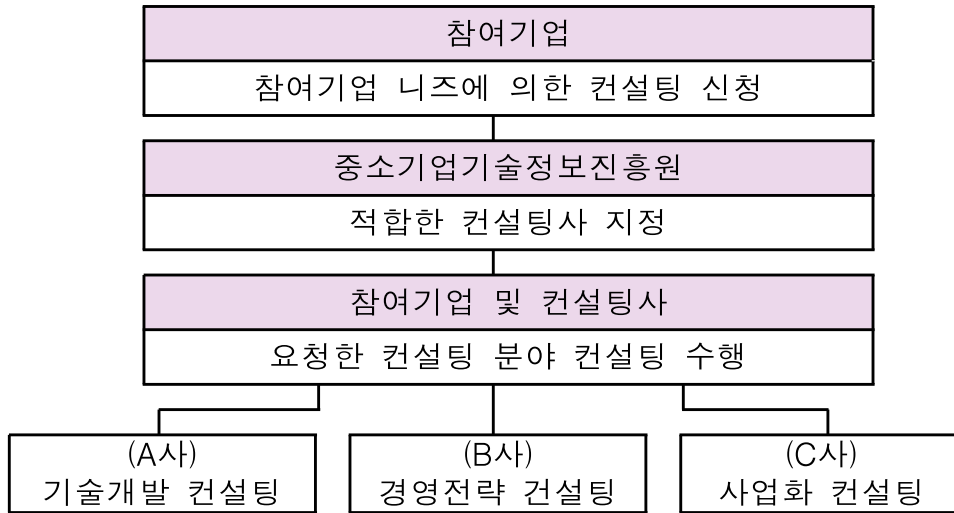 참여기업
참여기업 니즈에 의한 컨설팅 신청
중소기업기술정보진흥원
적합한 컨설팅사 지정
참여기업 및 컨설팅사
요청한 컨설팅 분야 컨설팅 수행
(A사)
기술개발 컨설팅
(B사)
경영전략 건설팅
(C사)
사업화 컨설팅